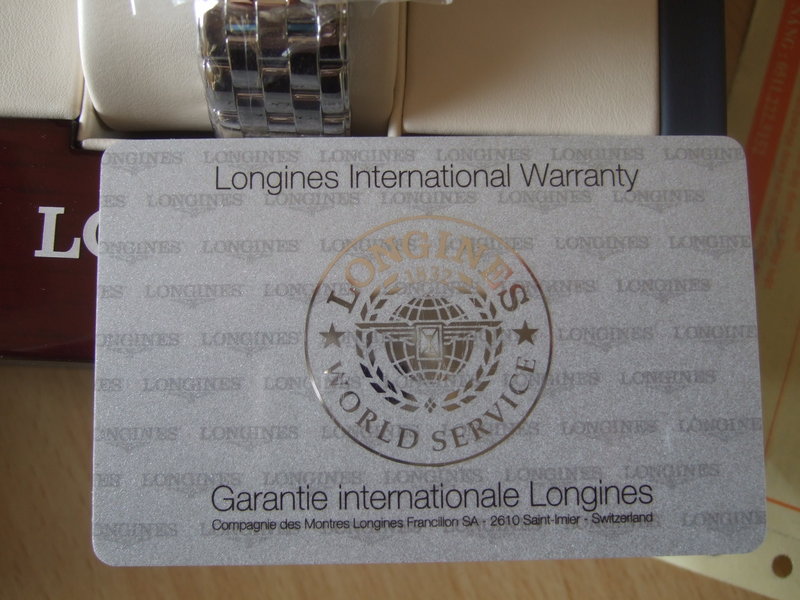 Longines International Warranty
LONGINES
1832
WORLD SERVICE
Garantie internationale Longines
Compagnie des Montres Longines Francillon SA - 2610 Saint-Imier - Switzerland